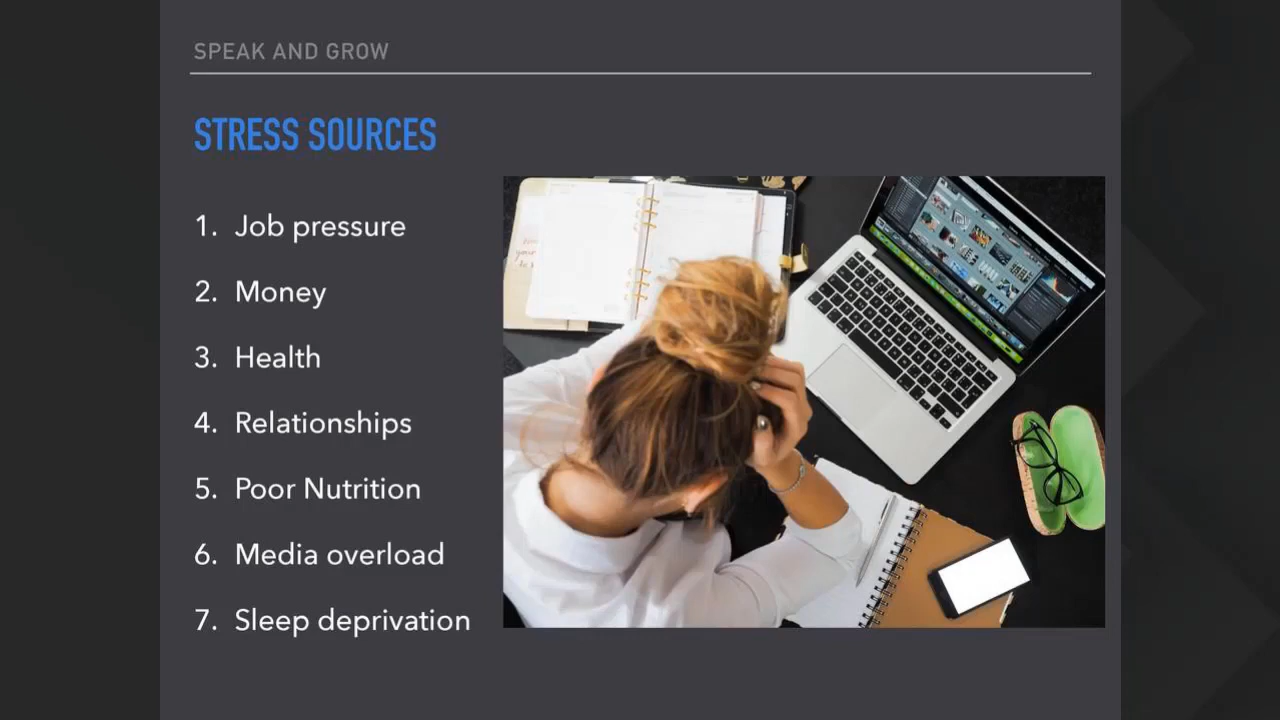 SPEAK AND GROW
STRESS SOURCES
1. Job pressure
2. Money
3. Health
4. Relationships
5. Poor Nutrition
6. Media overload
7. Sleep deprivation